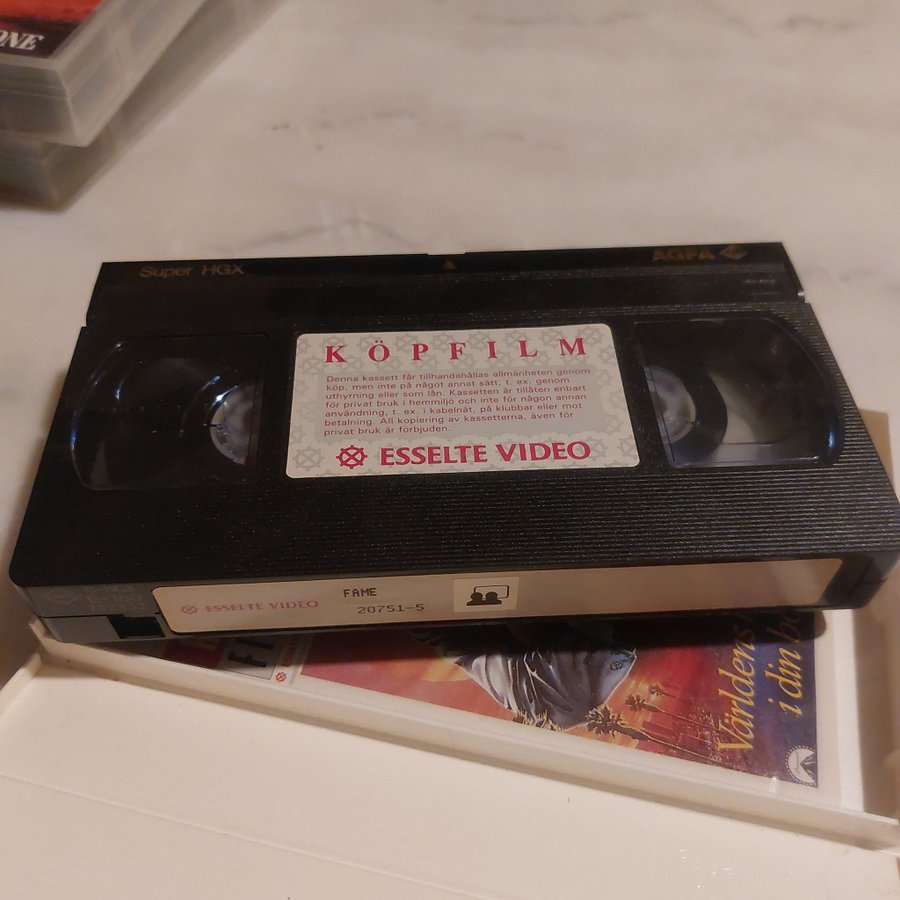 ONE
Super HGX
AGFA
KÖPFILM
Denna kassett får tillhandahållas allmänheten genom
köp, men inte på något annat sätt, t. ex. genom
uthyrning eller som lån. Kassetten är tillåten enbart
för privat bruk i hemmiljö och inte för någon annan
användning, t. ex. i kabelnät, på klubbar eller mot
betalning. All kopiering av kassetterna, även för
privat bruk är förbjuden.
ESSELTE VIDEO
ESSELTE VIDEO
FAME
20751-5
Världens
i din